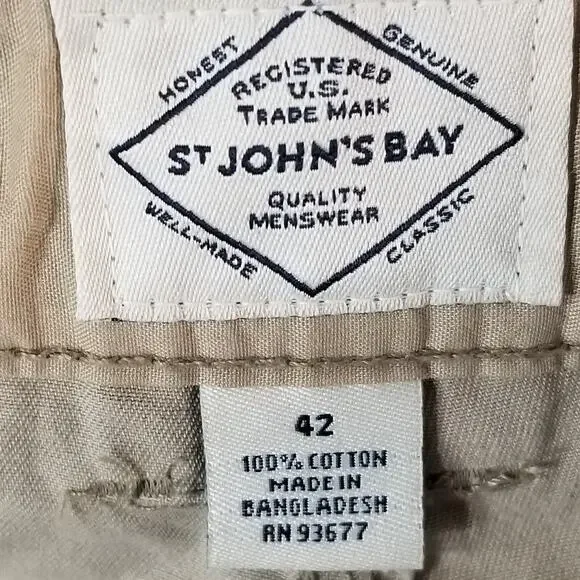 HONEST
GENUINE
REGISTERED
U.S.
TRADE MARK
ST JOHN'S BAY
QUALITY
MENSWEAR
WELL-MADE
CLASSIC
42
100% COTTON
MADE IN
BANGLADESH
RN 93677